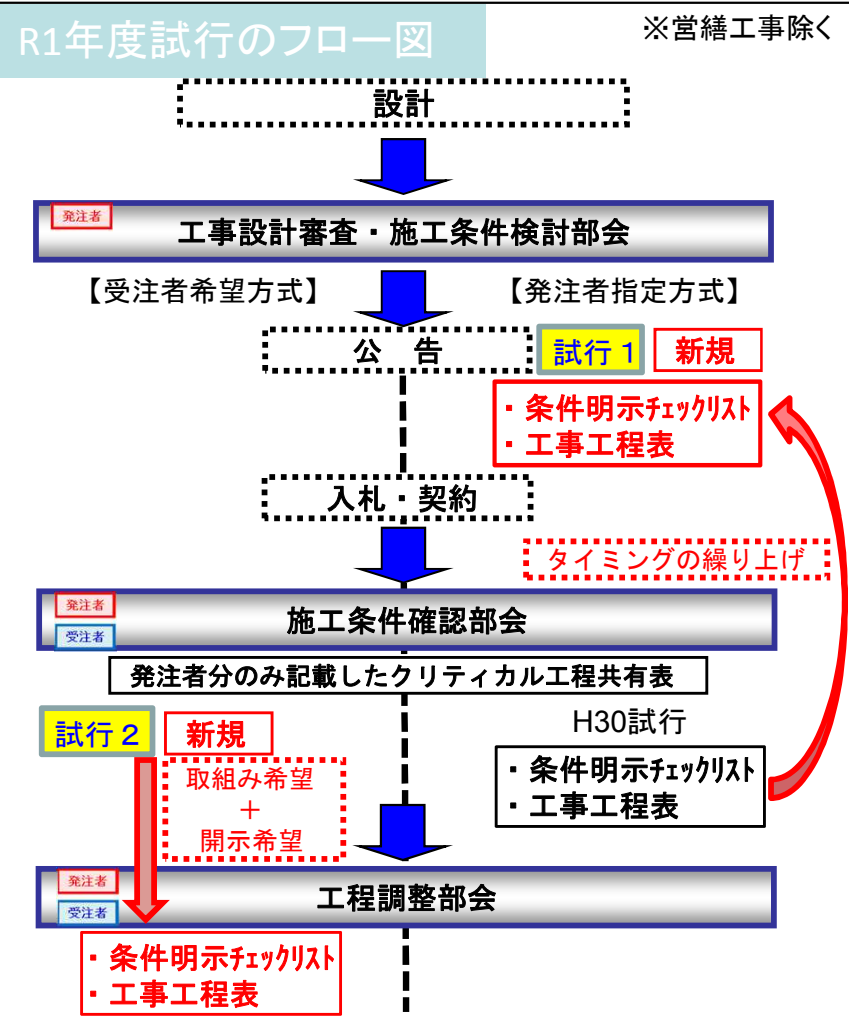 R1年度試行のフロー図
※営繕工事除く
設計
発注者
工事設計審査・施工条件検討部会
【受注者希望方式】
【発注者指定方式】
公　告
試行１
新規
・条件明示ﾁｪｯｸﾘｽﾄ
・工事工程表
入札・契約
タイミングの繰り上げ
発注者
受注者
施工条件確認部会
発注者分のみ記載したクリティカル工程共有表
試行２
新規
H30試行
取組み希望
＋
開示希望
・条件明示ﾁｪｯｸﾘｽﾄ
・工事工程表
発注者
受注者
工程調整部会
・条件明示ﾁｪｯｸﾘｽﾄ
・工事工程表